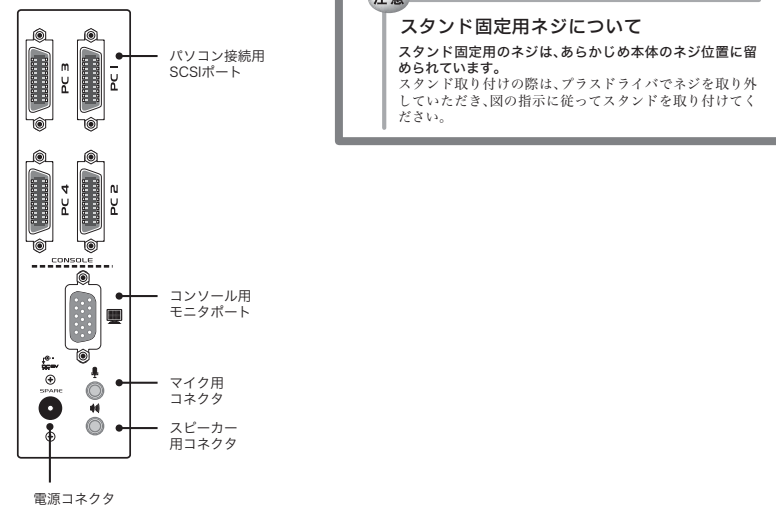 PC 3
PC 1
パソコン接続用
SCSIポート
PC 4
PC 2
CONSOLE
コンソール用
モニタポート
SPARE
マイク用
コネクタ
スピーカー
用コネクタ
電源コネクタ
注意
スタンド固定用ネジについて
スタンド固定用のネジは、あらかじめ本体のネジ位置に留
められています。
スタンド取り付けの際は、プラスドライバでネジを取り外
していただき、図の指示に従ってスタンドを取り付けてく
ださい。